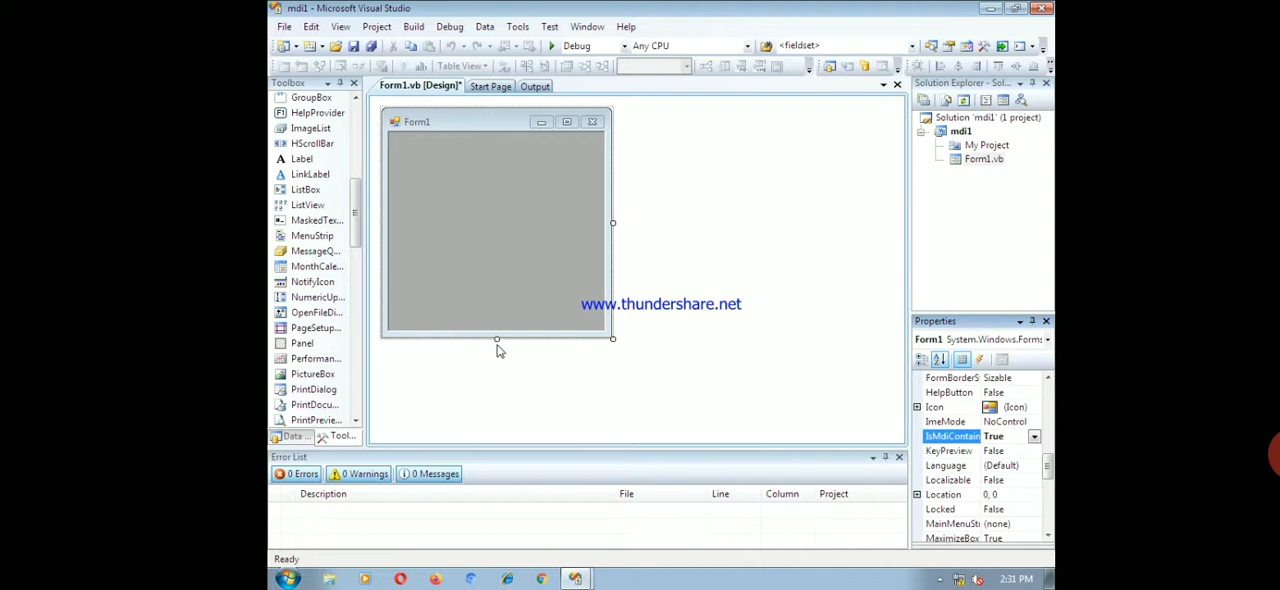 mdi1 - Microsoft Visual Studio
File Edit View Project Build Debug Data Tools Test Window Help
Debug Any CPU <fieldset>
Table View
Toolbox
GroupBox
HelpProvider
ImageList
HScrollBar
Label
LinkLabel
ListBox
ListView
MaskedTex...
MenuStrip
MessageQ...
MonthCale...
NotifyIcon
NumericUp...
OpenFileDi...
PageSetup...
Panel
Performan...
PictureBox
PrintDialog
PrintDocu...
PrintPrevie...
Data ... Tool...
Form1.vb [Design]* Start Page Output
Form1
www.thundershare.net
Solution Explorer - Sol...
Solution 'mdi1' (1 project)
mdi1
My Project
Form1.vb
Properties
Form1 System.Windows.Forms
FormBorderS Sizable
HelpButton False
Icon (Icon)
ImeMode NoControl
IsMdiContain True
KeyPreview False
Language (Default)
Localizable False
Location 0, 0
Locked False
MainMenuSt (none)
MaximizeBox True
Error List
0 Errors 0 Warnings 0 Messages
Description File Line Column Project
Ready
2:31 PM